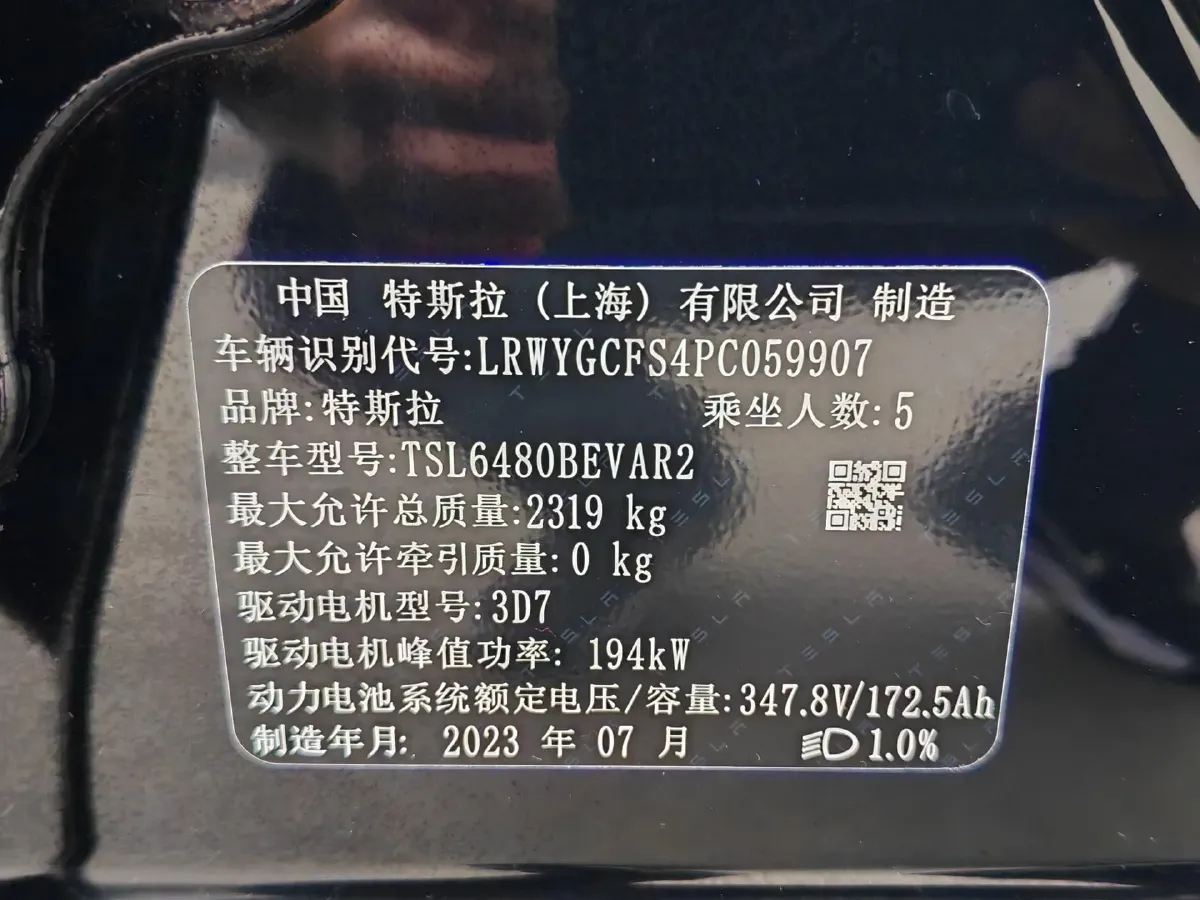 中国 特斯拉 (上海) 有限公司 制造
车辆识别代号:LRWYGCFS4PC059907
品牌:特斯拉 乘坐人数:5
整车型号:TSL6480BEVAR2
最大允许总质量:2319 kg
最大允许牵引质量:0 kg
驱动电机型号:3D7
驱动电机峰值功率: 194kW
动力电池系统额定电压/容量:347.8V/172.5Ah
制造年月: 2023 年 07 月 1.0%